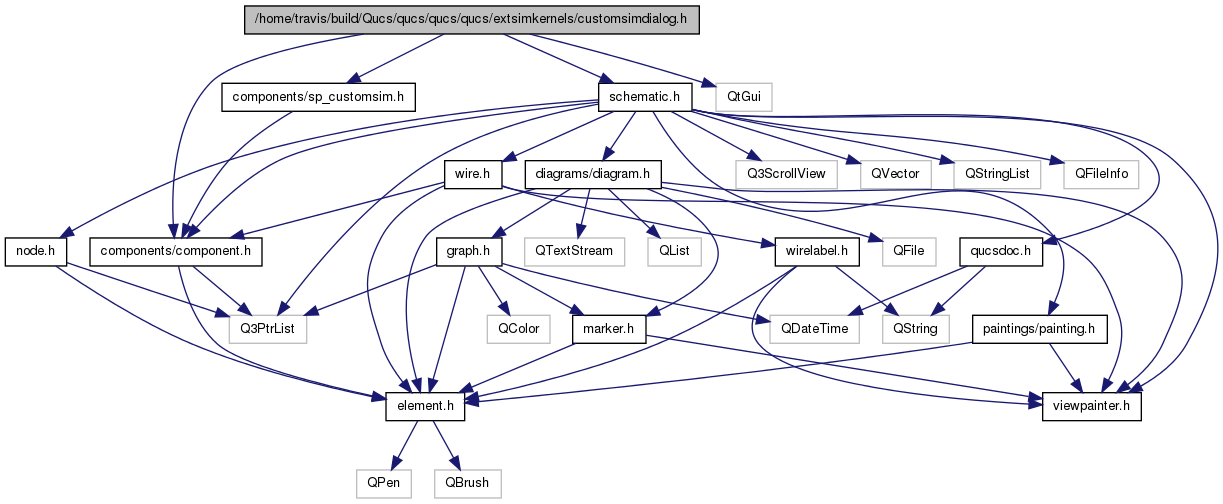 /home/travis/build/Qucs/qucs/qucs/qucs/extsimkernels/customsimdialog.h
components/sp_customsim.h
schematic.h
QtGui
wire.h
diagrams/diagram.h
Q3ScrollView
QVector
QStringList
QFileInfo
node.h
components/component.h
graph.h
QTextStream
QList
wirelabel.h
QFile
qucsdoc.h
Q3PtrList
QColor
marker.h
QDateTime
QString
paintings/painting.h
element.h
viewpainter.h
QPen
QBrush